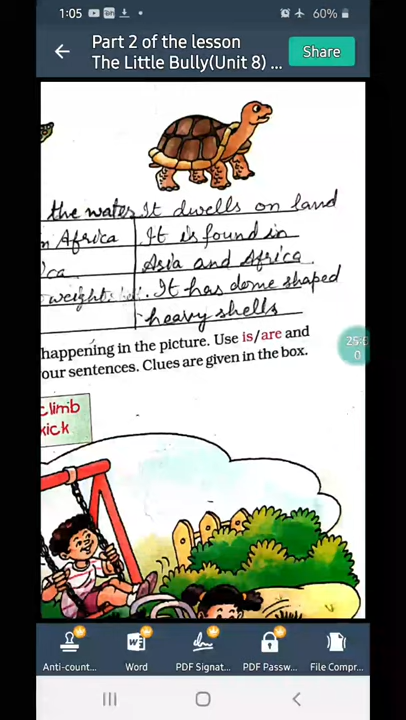 1:05
60%
Part 2 of the lesson
The Little Bully(Unit 8) ...
Share
the water It dwells on land
n Africa It is found in
ica Asia and Africa
weight . It has dome shaped
heavy shells
happening in the picture. Use is/are and
our sentences. Clues are given in the box.
climb
kick
Anti-count... Word PDF Signat... PDF Passw... File Compr...